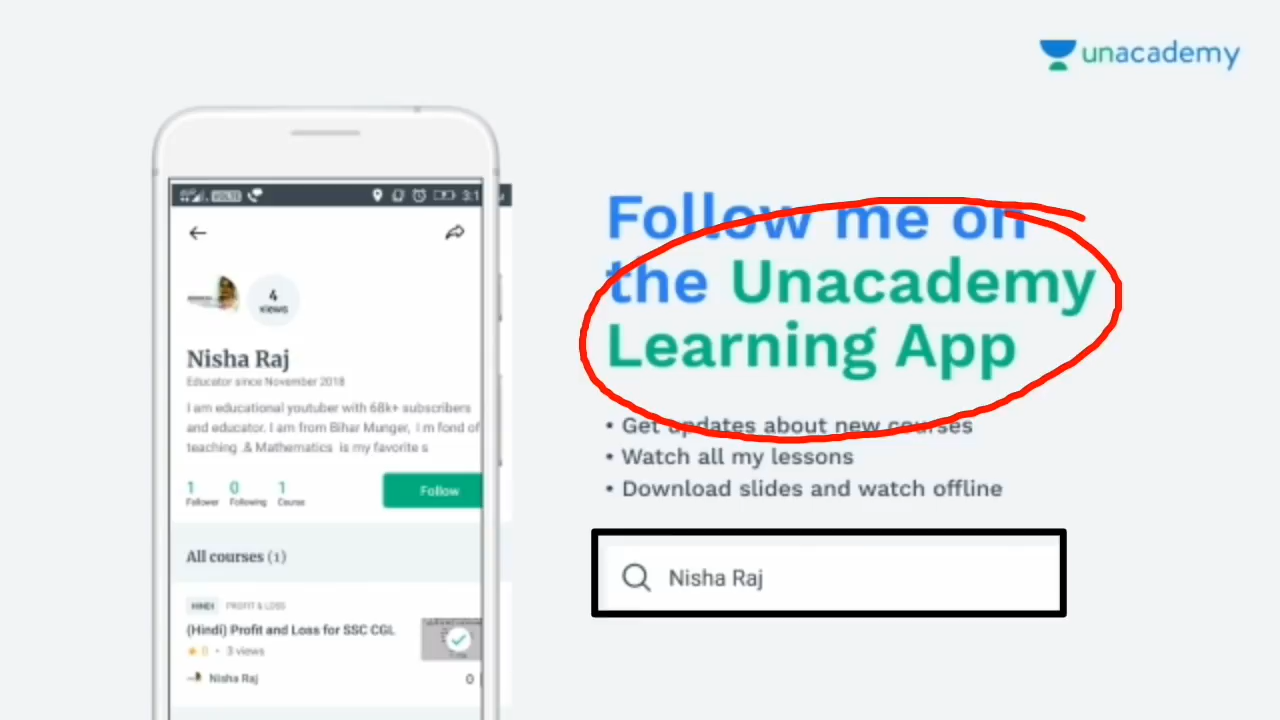 unacademy
VOLTE
3:1
4
views
Nisha Raj
Educator since November 2018
I am educational youtuber with 68k+ subscribers
and educator. I am from Bihar Munger, I m fond of
teaching .& Mathematics is my favorite s
1 0 1
Follower Following Course
Follow
All courses (1)
HINDI PROFIT & LOSS
(Hindi) Profit and Loss for SSC CGL
0 • 3 views
Nisha Raj
0
Follow me on
the Unacademy
Learning App
• Get updates about new courses
• Watch all my lessons
• Download slides and watch offline
Nisha Raj